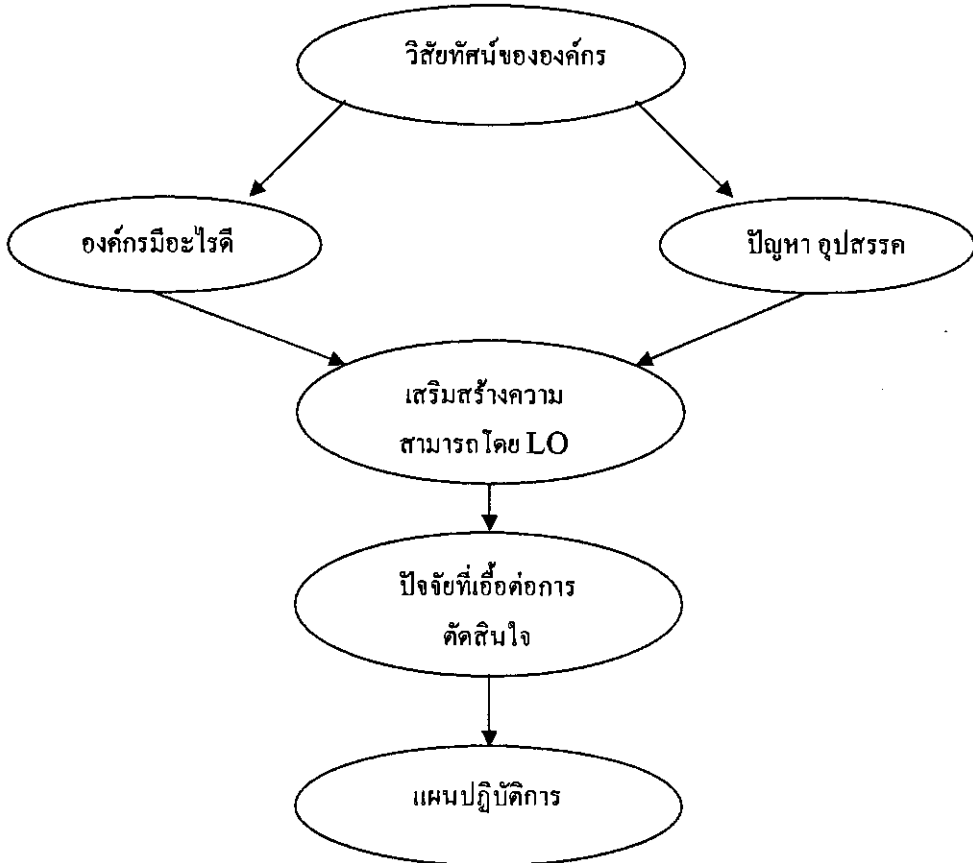 วิสัยทัศน์ขององค์กร
องค์กรมีอะไรดี
ปัญหา อุปสรรค
เสริมสร้างความ
สามารถโดย LO
ปัจจัยที่เอื้อต่อการ
ตัดสินใจ
แผนปฏิบัติการ